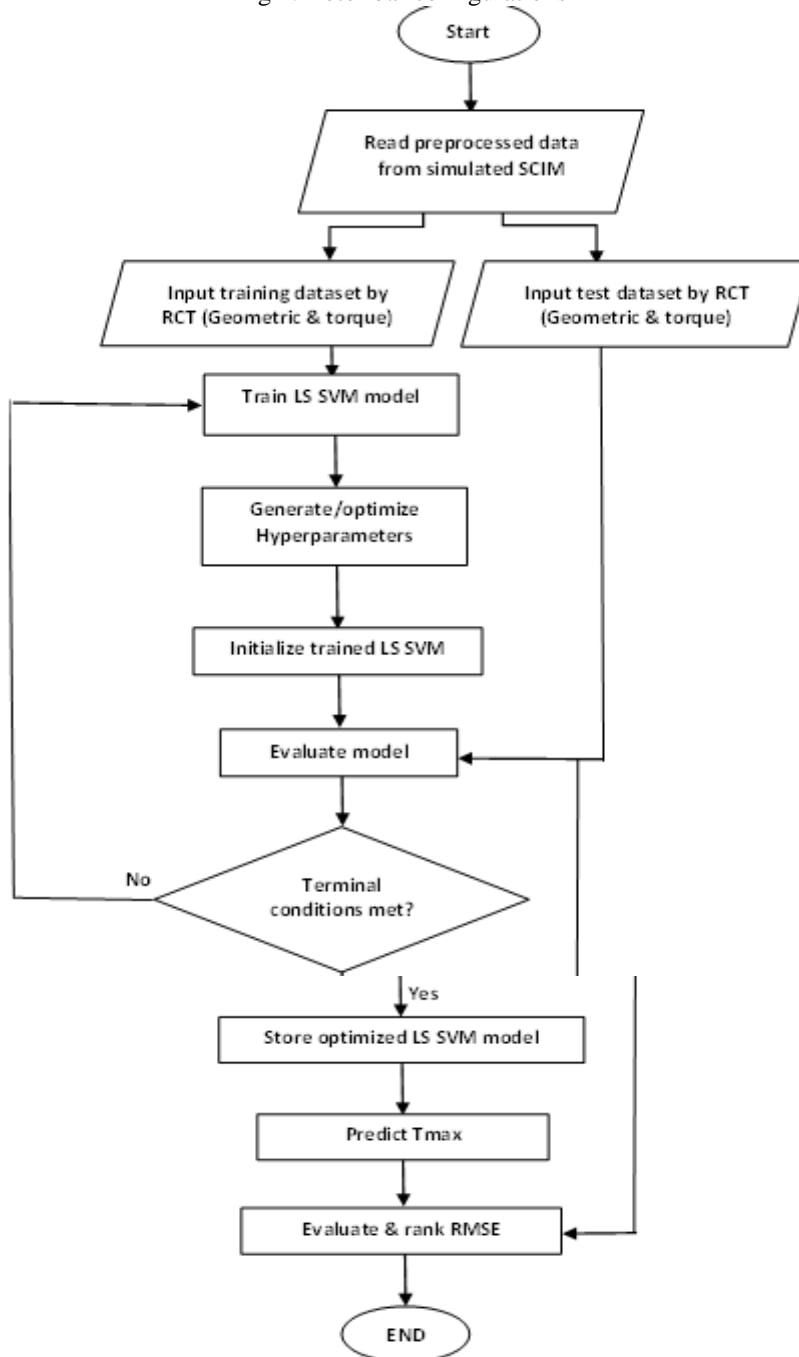 Start
Read preprocessed data
from simulated SCIM
Input training dataset by
RCT (Geometric & torque)
Input test dataset by RCT
(Geometric & torque)
Train LS SVM model
Generate/optimize
Hyperparameters
Initialize trained LS SVM
Evaluate model
No
Terminal
conditions met?
Yes
Store optimized LS SVM model
Predict Tmax
Evaluate & rank RMSE
END